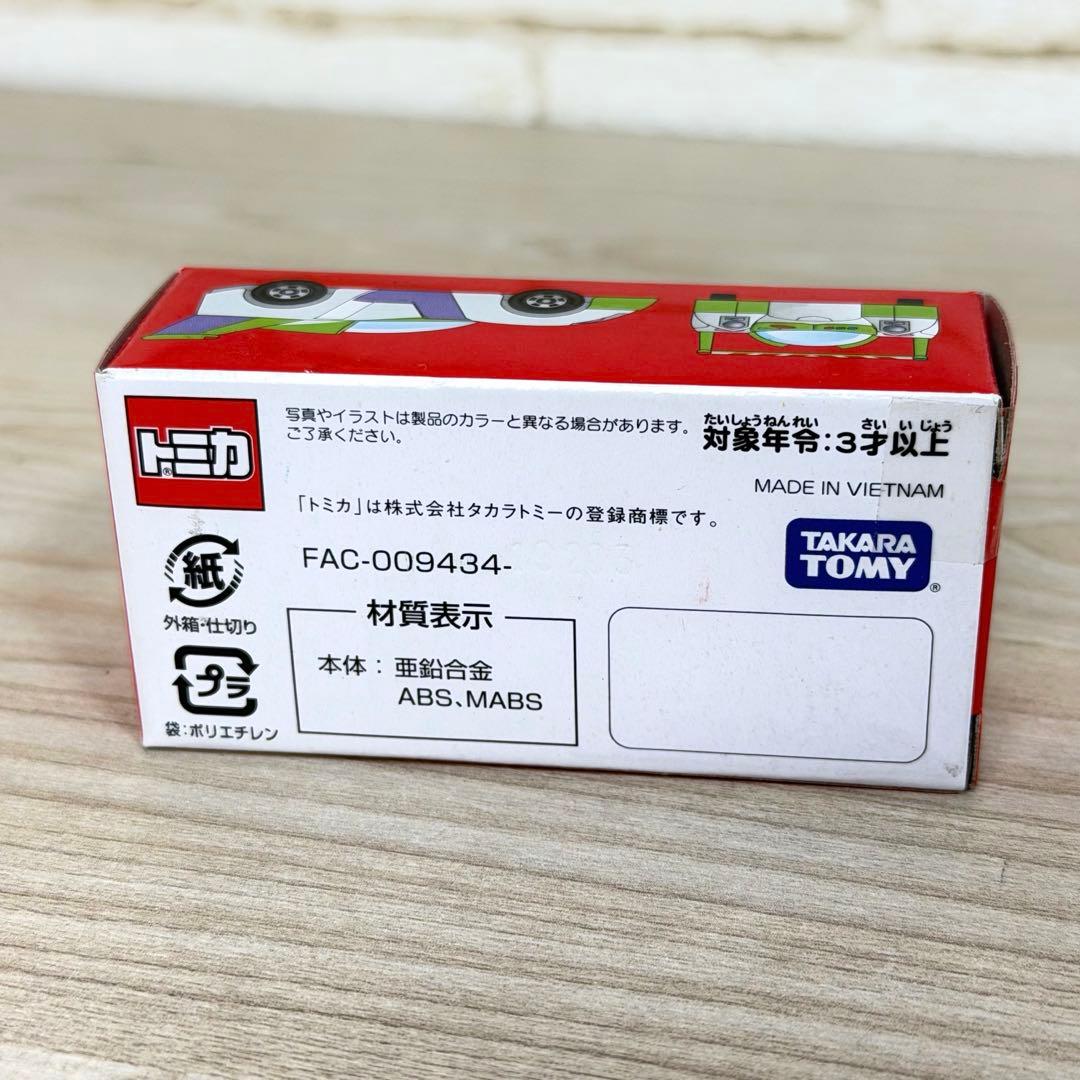 トミカ®
写真やイラストは製品のカラーと異なる場合があります。
ご了承ください。
たいしょうねんれい さいいじょう
対象年令:3才以上
MADE IN VIETNAM
「トミカ」は株式会社タカラトミーの登録商標です。
FAC-009434-
TAKARA
TOMY®
紙
外箱・仕切り
プラ
袋:ポリエチレン
材質表示
本体: 亜鉛合金
ABS、MABS